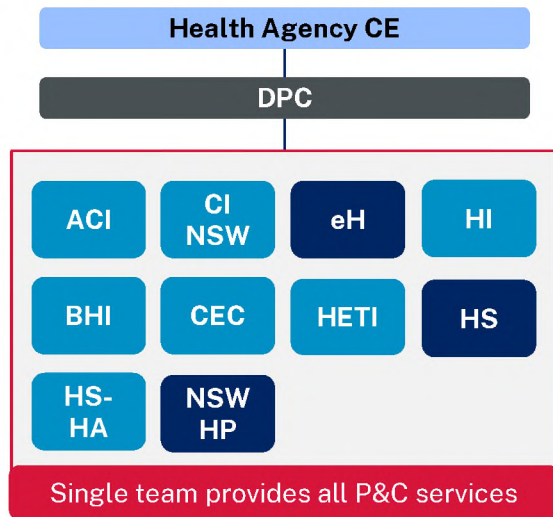 Health Agency CE
DPC
ACI
CI
NSW
eH
HI
BHI
CEC
HETI
HS
HS-
HA
NSW
HP
Single team provides all P&C services